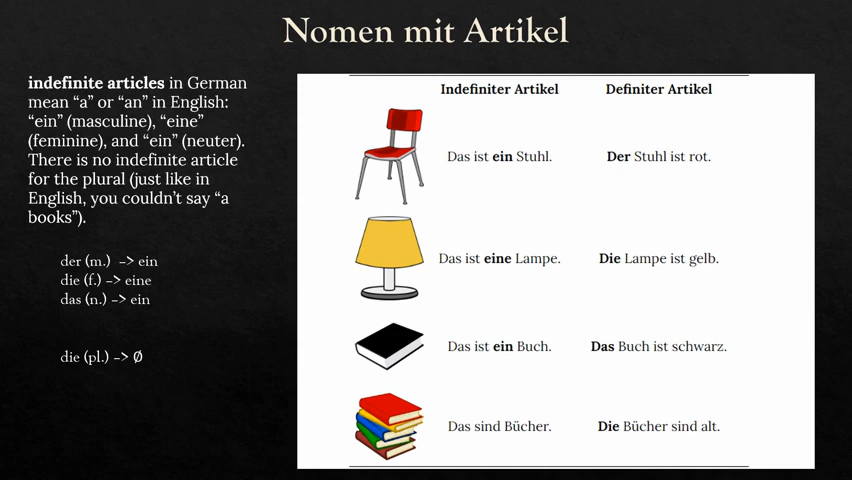 Nomen mit Artikel
indefinite articles in German
mean “a” or “an” in English:
“ein” (masculine), “eine”
(feminine), and “ein” (neuter).
There is no indefinite article
for the plural (just like in
English, you couldn’t say “a
books”).
der (m.) –> ein
die (f.) –> eine
das (n.) –> ein
die (pl.) –> Ø
Indefiniter Artikel Definiter Artikel
Das ist ein Stuhl. Der Stuhl ist rot.
Das ist eine Lampe. Die Lampe ist gelb.
Das ist ein Buch. Das Buch ist schwarz.
Das sind Bücher. Die Bücher sind alt.